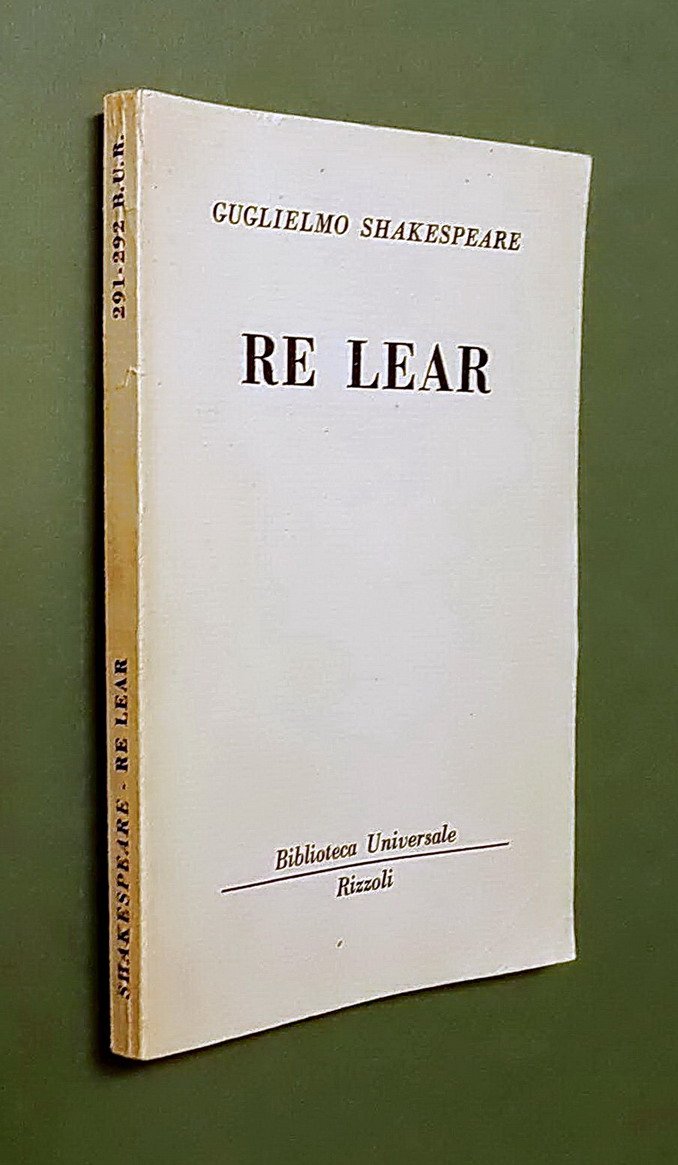 GUGLIELMO SHAKESPEARE
RE LEAR
Biblioteca Universale
Rizzoli
SHAKESPEARE - RE LEAR
291-292 B.U.R.